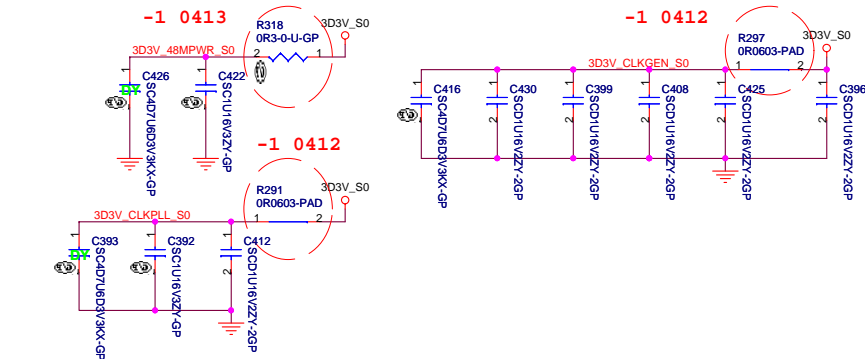 -1 0413
R318
0R3-0-U-GP
3D3V_S0
3D3V_48MPWR_S0
2
1
1
C426
DY
SC4D7U6D3V3KX-GP
2
1
C422
SC1U16V3ZY-GP
2
-1 0412
R297
0R0603-PAD
3D3V_S0
3D3V_CLKGEN_S0
1
2
1
C416
SC4D7U6D3V3KX-GP
2
1
C430
SCD1U16V2ZY-2GP
2
1
C399
SCD1U16V2ZY-2GP
2
1
C408
SCD1U16V2ZY-2GP
2
1
C425
SCD1U16V2ZY-2GP
2
1
C396
SCD1U16V2ZY-2GP
2
-1 0412
R291
0R0603-PAD
3D3V_S0
3D3V_CLKPLL_S0
1
2
1
C393
DY
SC4D7U6D3V3KX-GP
2
1
C392
SC1U16V3ZY-GP
2
1
C412
SCD1U16V2ZY-2GP
2